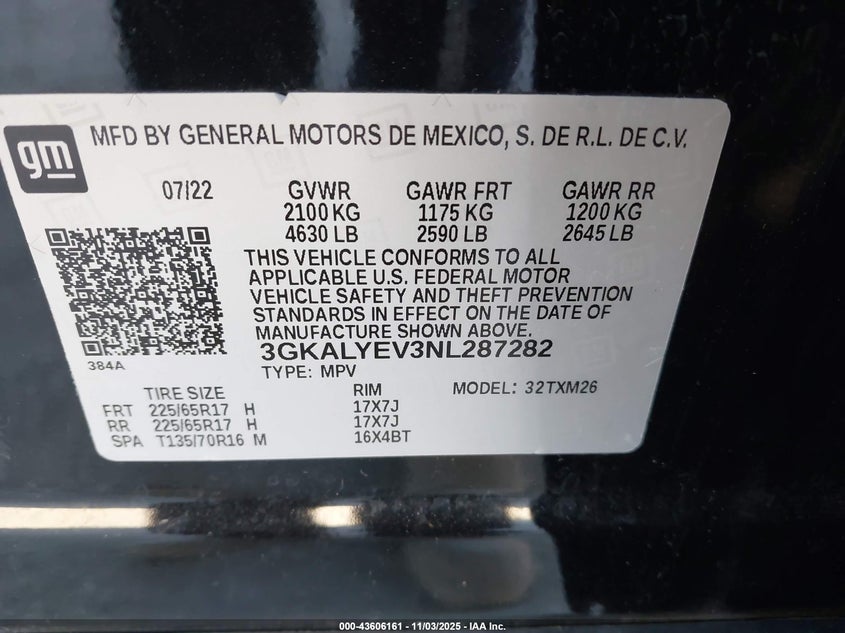 gm
MFD BY GENERAL MOTORS DE MEXICO, S. DE R.L. DE C.V.
07/22 GVWR GAWR FRT GAWR RR
2100 KG 1175 KG 1200 KG
4630 LB 2590 LB 2645 LB
THIS VEHICLE CONFORMS TO ALL
APPLICABLE U.S. FEDERAL MOTOR
VEHICLE SAFETY AND THEFT PREVENTION
STANDARDS IN EFFECT ON THE DATE OF
MANUFACTURE SHOWN ABOVE.
3GKALYEV3NL287282
384A
TYPE: MPV
TIRE SIZE RIM MODEL: 32TXM26
FRT 225/65R17 H 17X7J
RR 225/65R17 H 17X7J
SPA T135/70R16 M 16X4BT
000-43606161 - 11/03/2025 - IAA Inc.